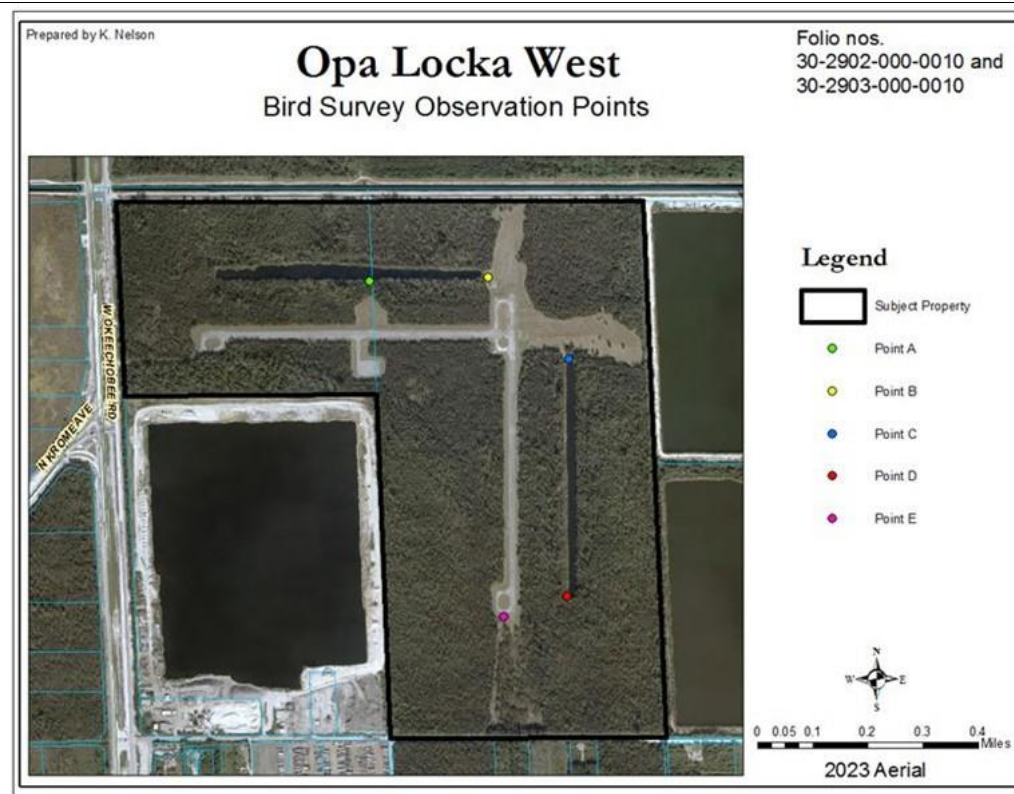 Prepared by K. Nelson
Opa Locka West
Bird Survey Observation Points
Folio nos.
30-2902-000-0010 and
30-2903-000-0010
W OKEECHOBEE RD
N KROME AVE
Legend
Subject Property
Point A
Point B
Point C
Point D
Point E
N
W E
S
0 0.05 0.1 0.2 0.3 0.4
Miles
2023 Aerial